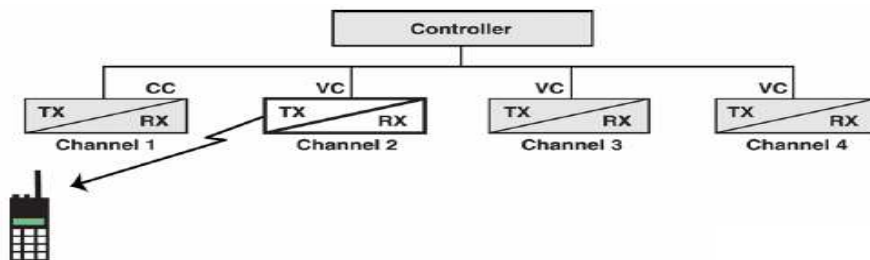 Controller
CC VC VC VC
TX RX TX RX TX RX TX RX
Channel 1 Channel 2 Channel 3 Channel 4